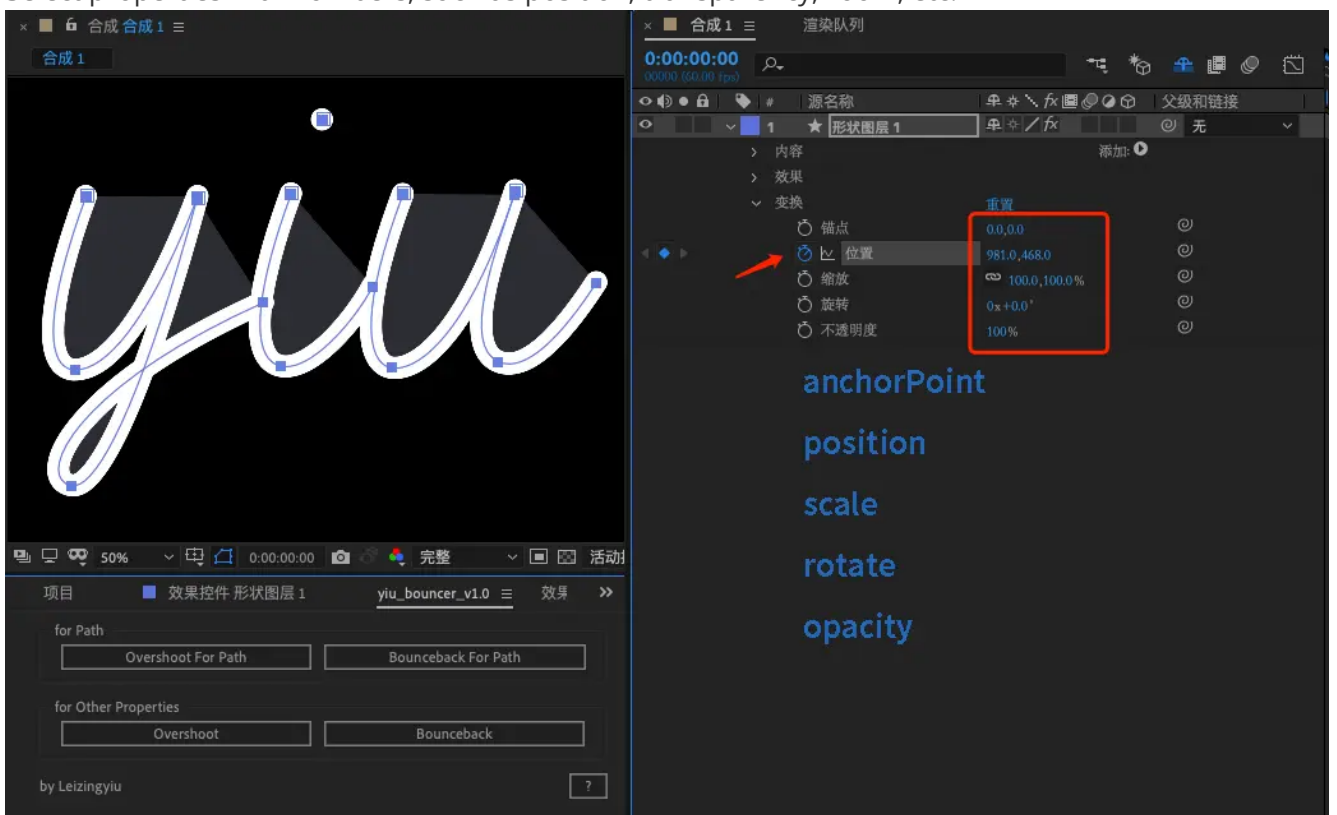 合成 合成 1
合成 1
yiu
50%
0:00:00:00
完整
项目
效果控件 形状图层 1
yiu_bouncer_v1.0
for Path
Overshoot For Path
Bounceback For Path
for Other Properties
Overshoot
Bounceback
by Leizingyiu
?
合成 1
渲染队列
0:00:00:00
00000 (60.00 fps)
# 源名称
fx
父级和链接
1 形状图层 1
fx
无
内容
添加:
效果
变换
重置
锚点 0.0,0.0
位置 981.0,468.0
缩放 100.0,100.0%
旋转 0x+0.0°
不透明度 100%
anchorPoint
position
scale
rotate
opacity